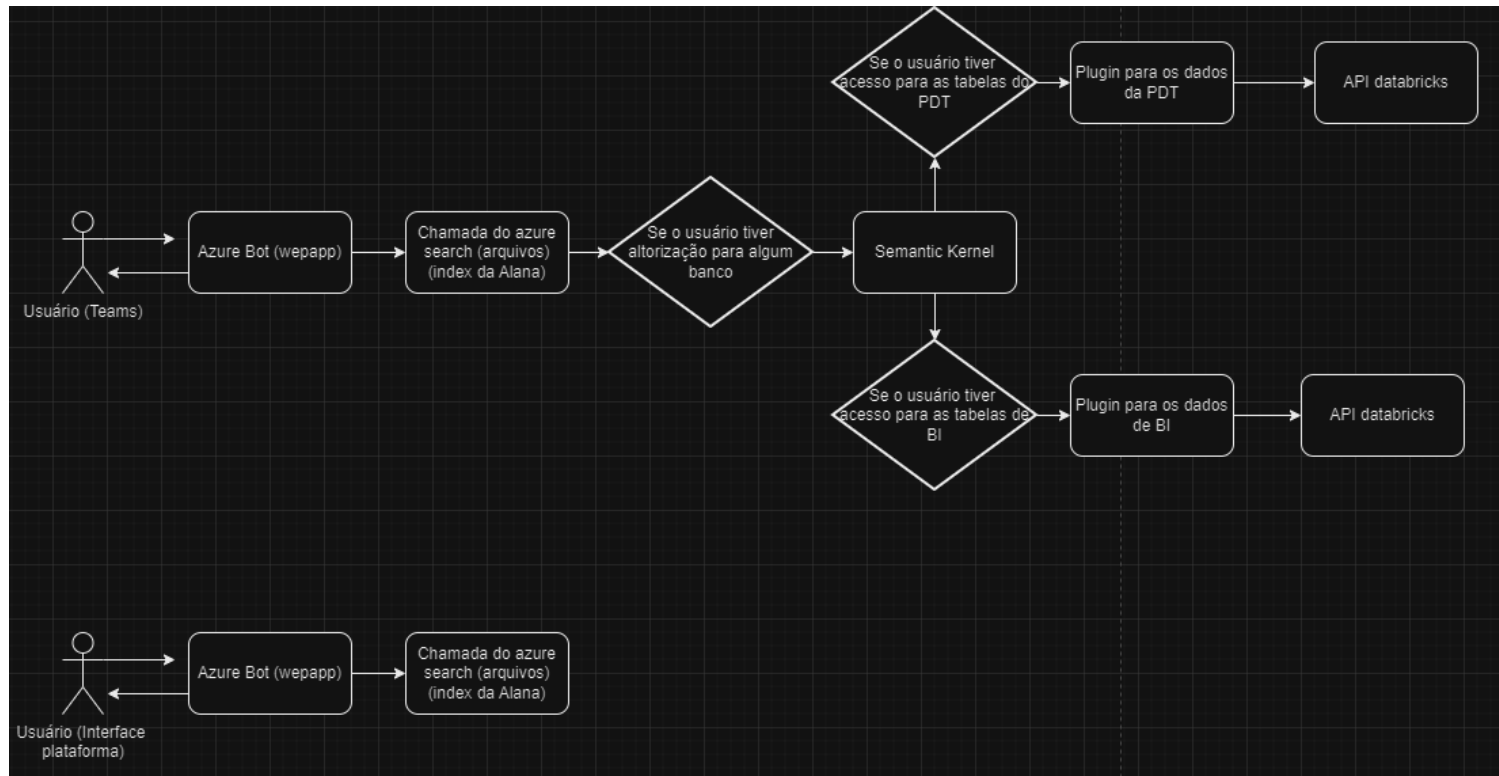 Se o usuário tiver
acesso para as tabelas do
PDT
Plugin para os dados
da PDT
API databricks
Usuário (Teams)
Azure Bot (wepapp)
Chamada do azure
search (arquivos)
(index da Alana)
Se o usuário tiver
altorização para algum
banco
Semantic Kernel
Se o usuário tiver
acesso para as tabelas de
BI
Plugin para os dados
de BI
API databricks
Usuário (Interface
plataforma)
Azure Bot (wepapp)
Chamada do azure
search (arquivos)
(index da Alana)